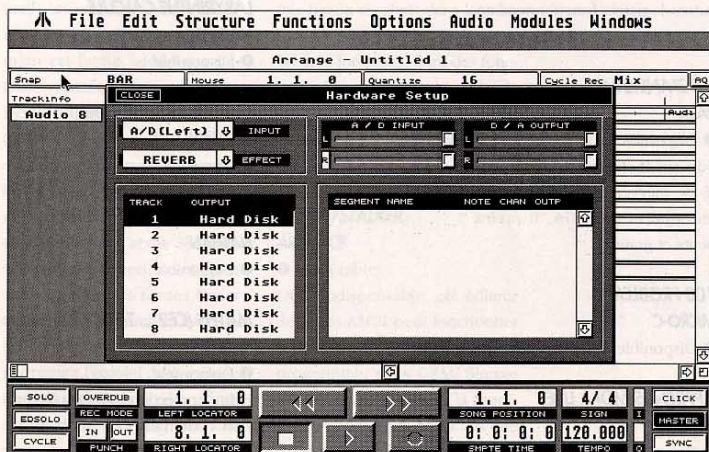 File Edit Structure Functions Options Audio Modules Windows
Arrange - Untitled 1
Snap BAR Mouse 1. 1. 0 Quantize 16 Cycle Rec Mix
Trackinfo
Audio 8
CLOSE Hardware Setup
A/D(Left) INPUT
REVERB EFFECT
A / D INPUT D / A OUTPUT
L L
R R
TRACK OUTPUT
1 Hard Disk
2 Hard Disk
3 Hard Disk
4 Hard Disk
5 Hard Disk
6 Hard Disk
7 Hard Disk
8 Hard Disk
SEGMENT NAME NOTE CHAN OUTP
SOLO OVERDUB 1. 1. 0 1. 1. 0 4/ 4 CLICK
REC MODE LEFT LOCATOR SONG POSITION SIGN I
EDSOLO MASTER
CYCLE IN OUT 8. 1. 0 0: 0: 0: 0 120.000 SYNC
PUNCH RIGHT LOCATOR SMPTE TIME TEMPO O